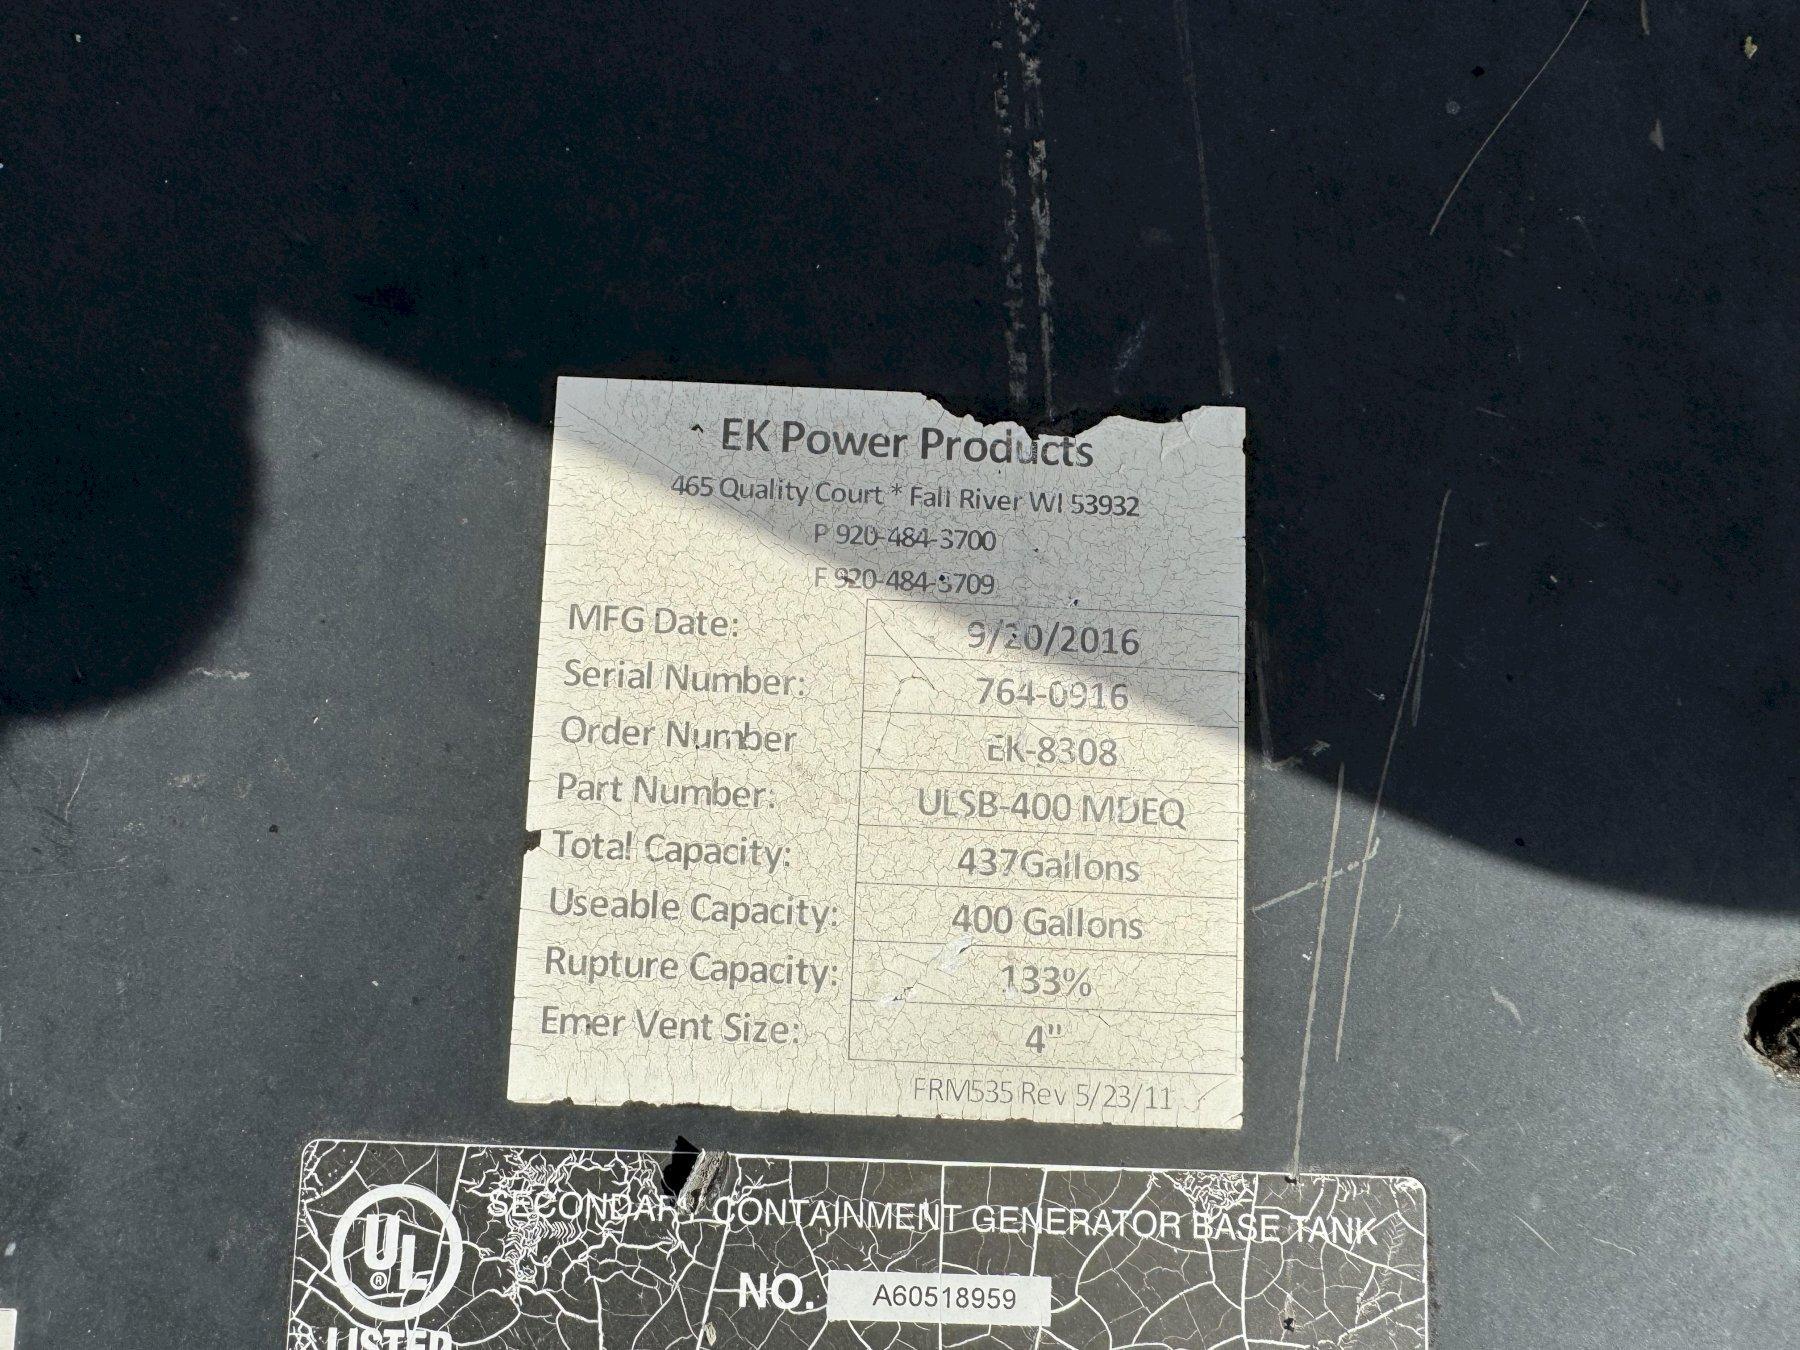 EK Power Products
465 Quality Court * Fall River WI 53932
P 920-484-3700
F 920-484-3709
MFG Date: 9/20/2016
Serial Number: 764-0916
Order Number EK-8308
Part Number: ULSB-400 MDEQ
Total Capacity: 437Gallons
Useable Capacity: 400 Gallons
Rupture Capacity: 133%
Emer Vent Size: 4"
FRM535 Rev 5/23/11
SECONDARY CONTAINMENT GENERATOR BASE TANK
UL ®
NO. A60518959
LISTED